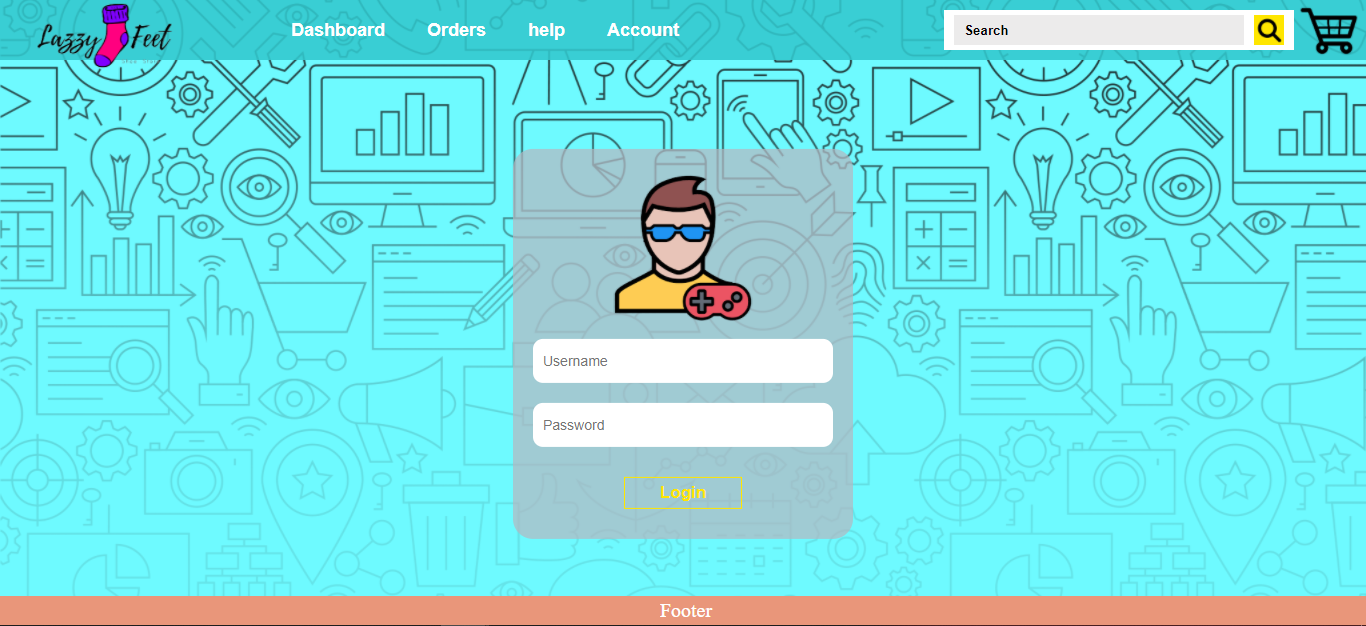 Lazzy Feet
Dashboard Orders help Account Search
Username
Password
Login
Footer